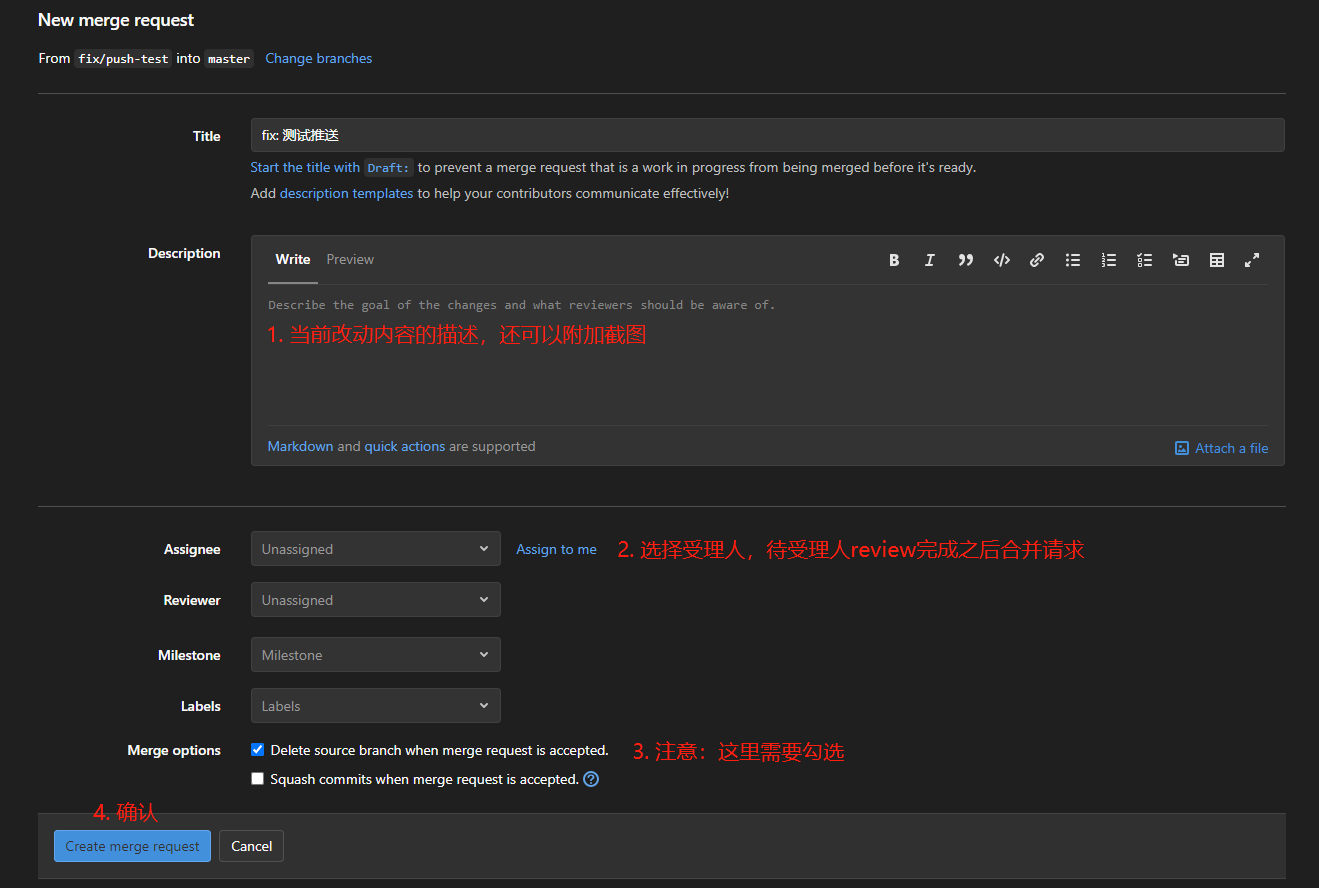 New merge request
From fix/push-test into master Change branches
Title
fix: 测试推送
Start the title with Draft: to prevent a merge request that is a work in progress from being merged before it's ready.
Add description templates to help your contributors communicate effectively!
Description
Write Preview
Describe the goal of the changes and what reviewers should be aware of.
1. 当前改动内容的描述，还可以附加截图
Markdown and quick actions are supported
Attach a file
Assignee Unassigned Assign to me 2. 选择受理人，待受理人review完成之后合并请求
Reviewer Unassigned
Milestone Milestone
Labels Labels
Merge options Delete source branch when merge request is accepted. 3. 注意：这里需要勾选
Squash commits when merge request is accepted.
4. 确认
Create merge request Cancel